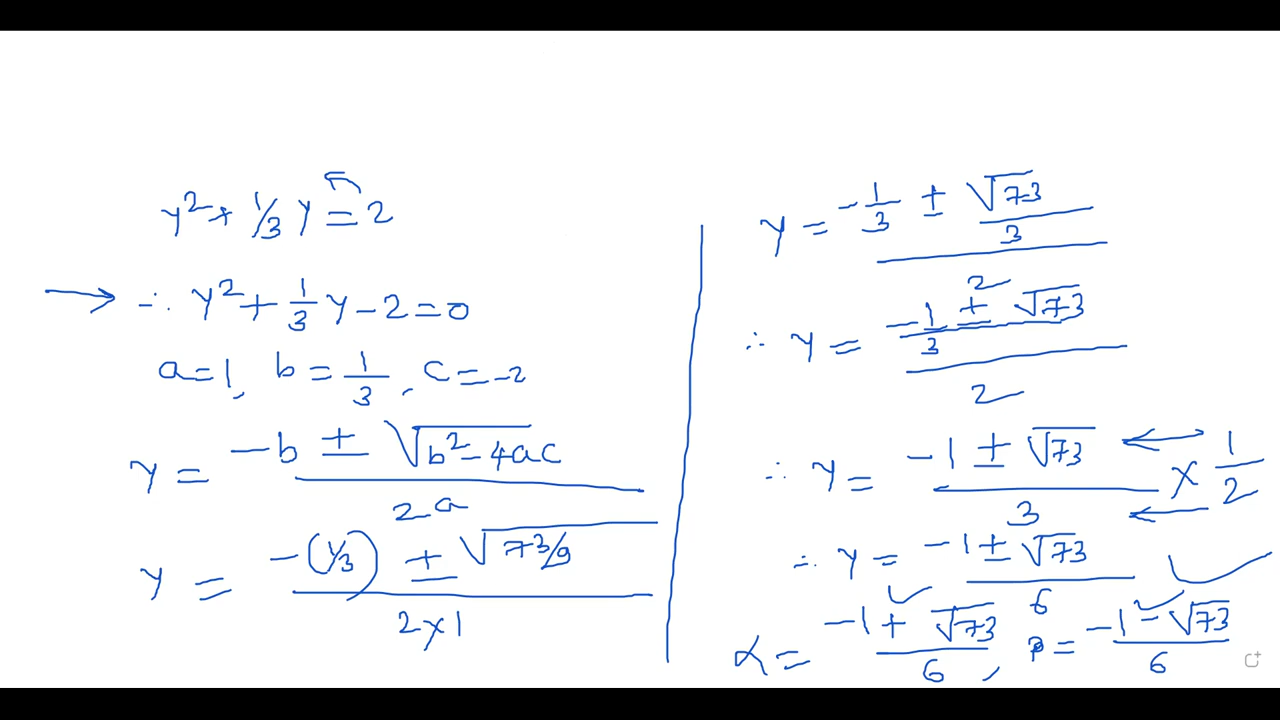 y² + 1/3 y = 2
∴ y² + 1/3 y - 2 = 0
a = 1, b = 1/3, c = -2
y = (-b ± √(b² - 4ac)) / 2a
y = (-(1/3) ± √(73/9)) / (2×1)
y = (-1/3 ± √73/3) / 2
∴ y = ((-1 ± √73)/3) / 2
∴ y = (-1 ± √73)/3 × 1/2
∴ y = (-1 ± √73)/6
α = (-1 + √73)/6, β = (-1 - √73)/6